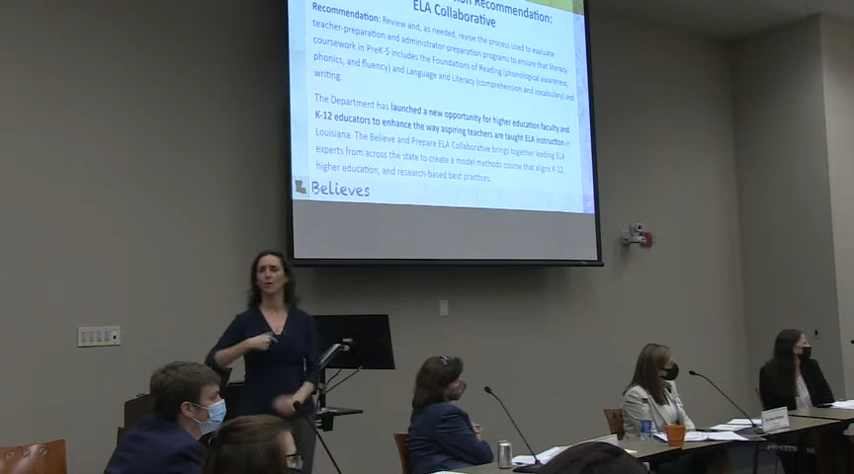 ion Recommendation:
ELA Collaborative
Recommendation: Review and, as needed, revise the process used to evaluate
teacher-preparation and administrator-preparation programs to ensure that literacy
coursework in PreK-5 includes the Foundations of Reading (phonological awareness,
phonics, and fluency) and Language and Literacy (comprehension and vocabulary) and
writing.
The Department has launched a new opportunity for higher education faculty and
K-12 educators to enhance the way aspiring teachers are taught ELA instruction in
Louisiana. The Believe and Prepare ELA Collaborative brings together leading ELA
experts from across the state to create a model methods course that aligns K-12,
higher education, and research-based best practices.
Believes